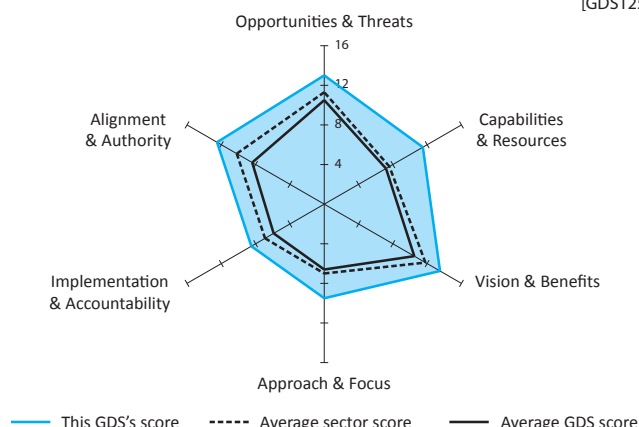 [GDS12
Opportunities & Threats
16
12
8
4
Alignment
& Authority
Capabilities
& Resources
Implementation
& Accountability
Vision & Benefits
Approach & Focus
This GDS's score
Average sector score
Average GDS score